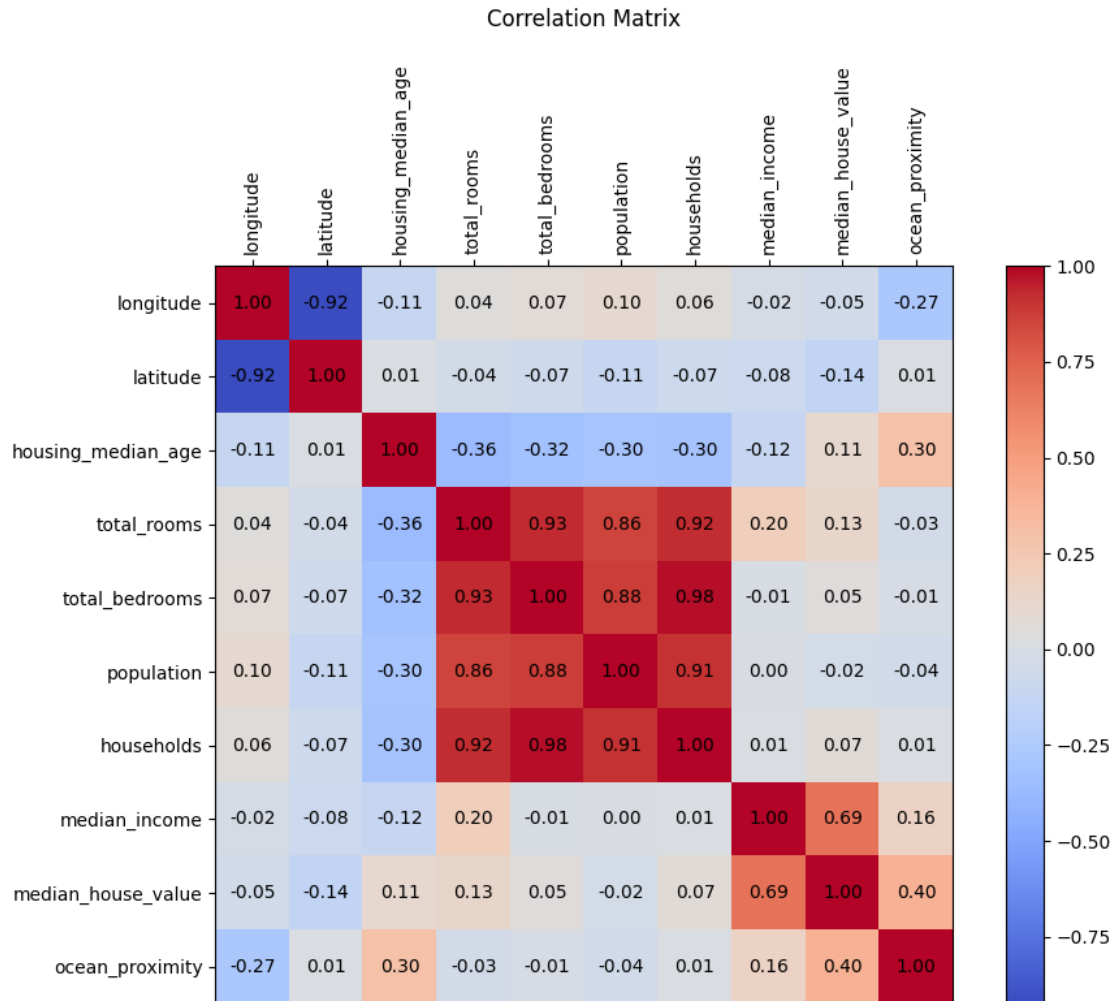 Correlation Matrix
longitude latitude housing_median_age total_rooms total_bedrooms population households median_income median_house_value ocean_proximity
longitude 1.00 -0.92 -0.11 0.04 0.07 0.10 0.06 -0.02 -0.05 -0.27
latitude -0.92 1.00 0.01 -0.04 -0.07 -0.11 -0.07 -0.08 -0.14 0.01
housing_median_age -0.11 0.01 1.00 -0.36 -0.32 -0.30 -0.30 -0.12 0.11 0.30
total_rooms 0.04 -0.04 -0.36 1.00 0.93 0.86 0.92 0.20 0.13 -0.03
total_bedrooms 0.07 -0.07 -0.32 0.93 1.00 0.88 0.98 -0.01 0.05 -0.01
population 0.10 -0.11 -0.30 0.86 0.88 1.00 0.91 0.00 -0.02 -0.04
households 0.06 -0.07 -0.30 0.92 0.98 0.91 1.00 0.01 0.07 0.01
median_income -0.02 -0.08 -0.12 0.20 -0.01 0.00 0.01 1.00 0.69 0.16
median_house_value -0.05 -0.14 0.11 0.13 0.05 -0.02 0.07 0.69 1.00 0.40
ocean_proximity -0.27 0.01 0.30 -0.03 -0.01 -0.04 0.01 0.16 0.40 1.00
1.00
0.75
0.50
0.25
0.00
-0.25
-0.50
-0.75